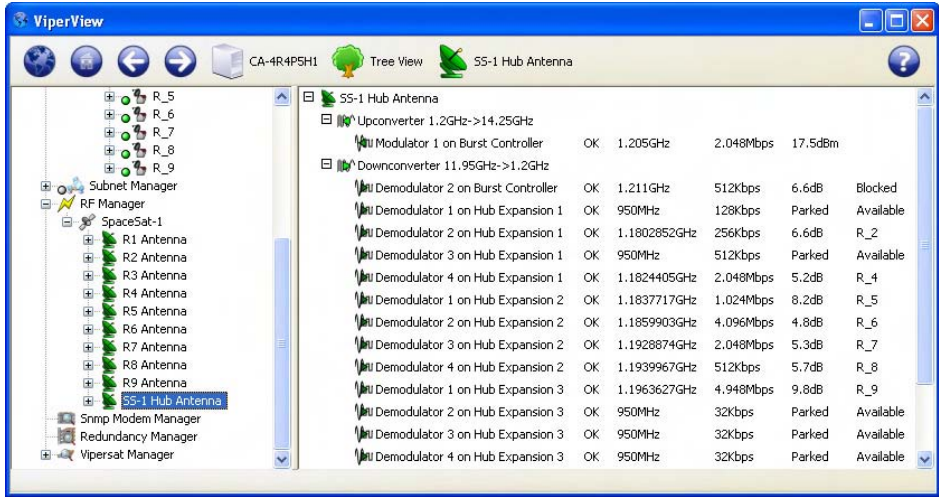 ViperView
CA-4R4P5H1 Tree View SS-1 Hub Antenna ?
R_5
R_6
R_7
R_8
R_9
Subnet Manager
RF Manager
SpaceSat-1
R1 Antenna
R2 Antenna
R3 Antenna
R4 Antenna
R5 Antenna
R6 Antenna
R7 Antenna
R8 Antenna
R9 Antenna
SS-1 Hub Antenna
Snmp Modem Manager
Redundancy Manager
Vipersat Manager
SS-1 Hub Antenna
Upconverter 1.2GHz->14.25GHz
Modulator 1 on Burst Controller OK 1.205GHz 2.048Mbps 17.5dBm
Downconverter 11.95GHz->1.2GHz
Demodulator 2 on Burst Controller OK 1.211GHz 512Kbps 6.6dB Blocked
Demodulator 1 on Hub Expansion 1 OK 950MHz 128Kbps Parked Available
Demodulator 2 on Hub Expansion 1 OK 1.1802852GHz 256Kbps 6.6dB R_2
Demodulator 3 on Hub Expansion 1 OK 950MHz 512Kbps Parked Available
Demodulator 4 on Hub Expansion 1 OK 1.1824405GHz 2.048Mbps 5.2dB R_4
Demodulator 1 on Hub Expansion 2 OK 1.1837717GHz 1.024Mbps 8.2dB R_5
Demodulator 2 on Hub Expansion 2 OK 1.1859903GHz 4.096Mbps 4.8dB R_6
Demodulator 3 on Hub Expansion 2 OK 1.1928874GHz 2.048Mbps 5.3dB R_7
Demodulator 4 on Hub Expansion 2 OK 1.1939967GHz 512Kbps 5.7dB R_8
Demodulator 1 on Hub Expansion 3 OK 1.1963627GHz 4.948Mbps 9.8dB R_9
Demodulator 2 on Hub Expansion 3 OK 950MHz 32Kbps Parked Available
Demodulator 3 on Hub Expansion 3 OK 950MHz 32Kbps Parked Available
Demodulator 4 on Hub Expansion 3 OK 950MHz 32Kbps Parked Available